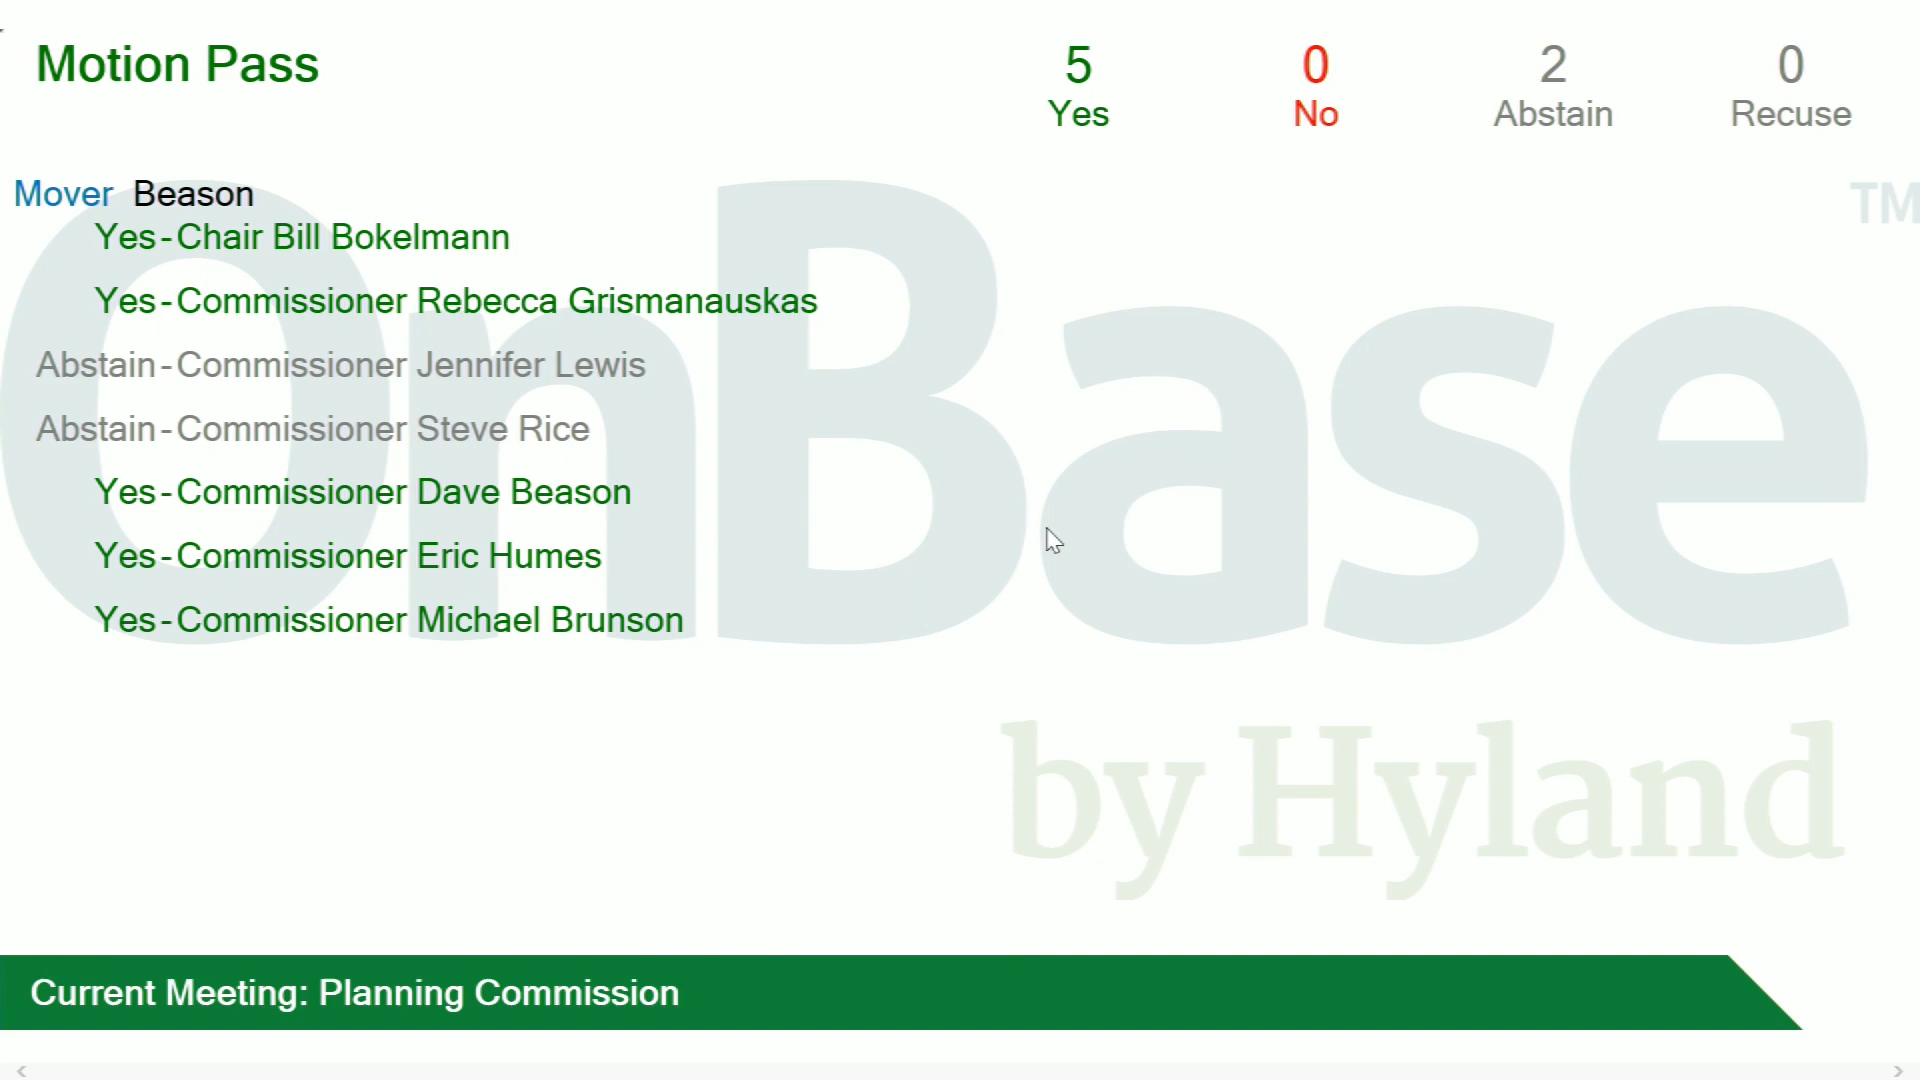 Motion Pass
5 0 2 0
Yes No Abstain Recuse
Mover Beason
Yes-Chair Bill Bokelmann
Yes-Commissioner Rebecca Grismanauskas
Abstain-Commissioner Jennifer Lewis
Abstain-Commissioner Steve Rice
Yes-Commissioner Dave Beason
Yes-Commissioner Eric Humes
Yes-Commissioner Michael Brunson
OnBase TM
by Hyland
Current Meeting: Planning Commission